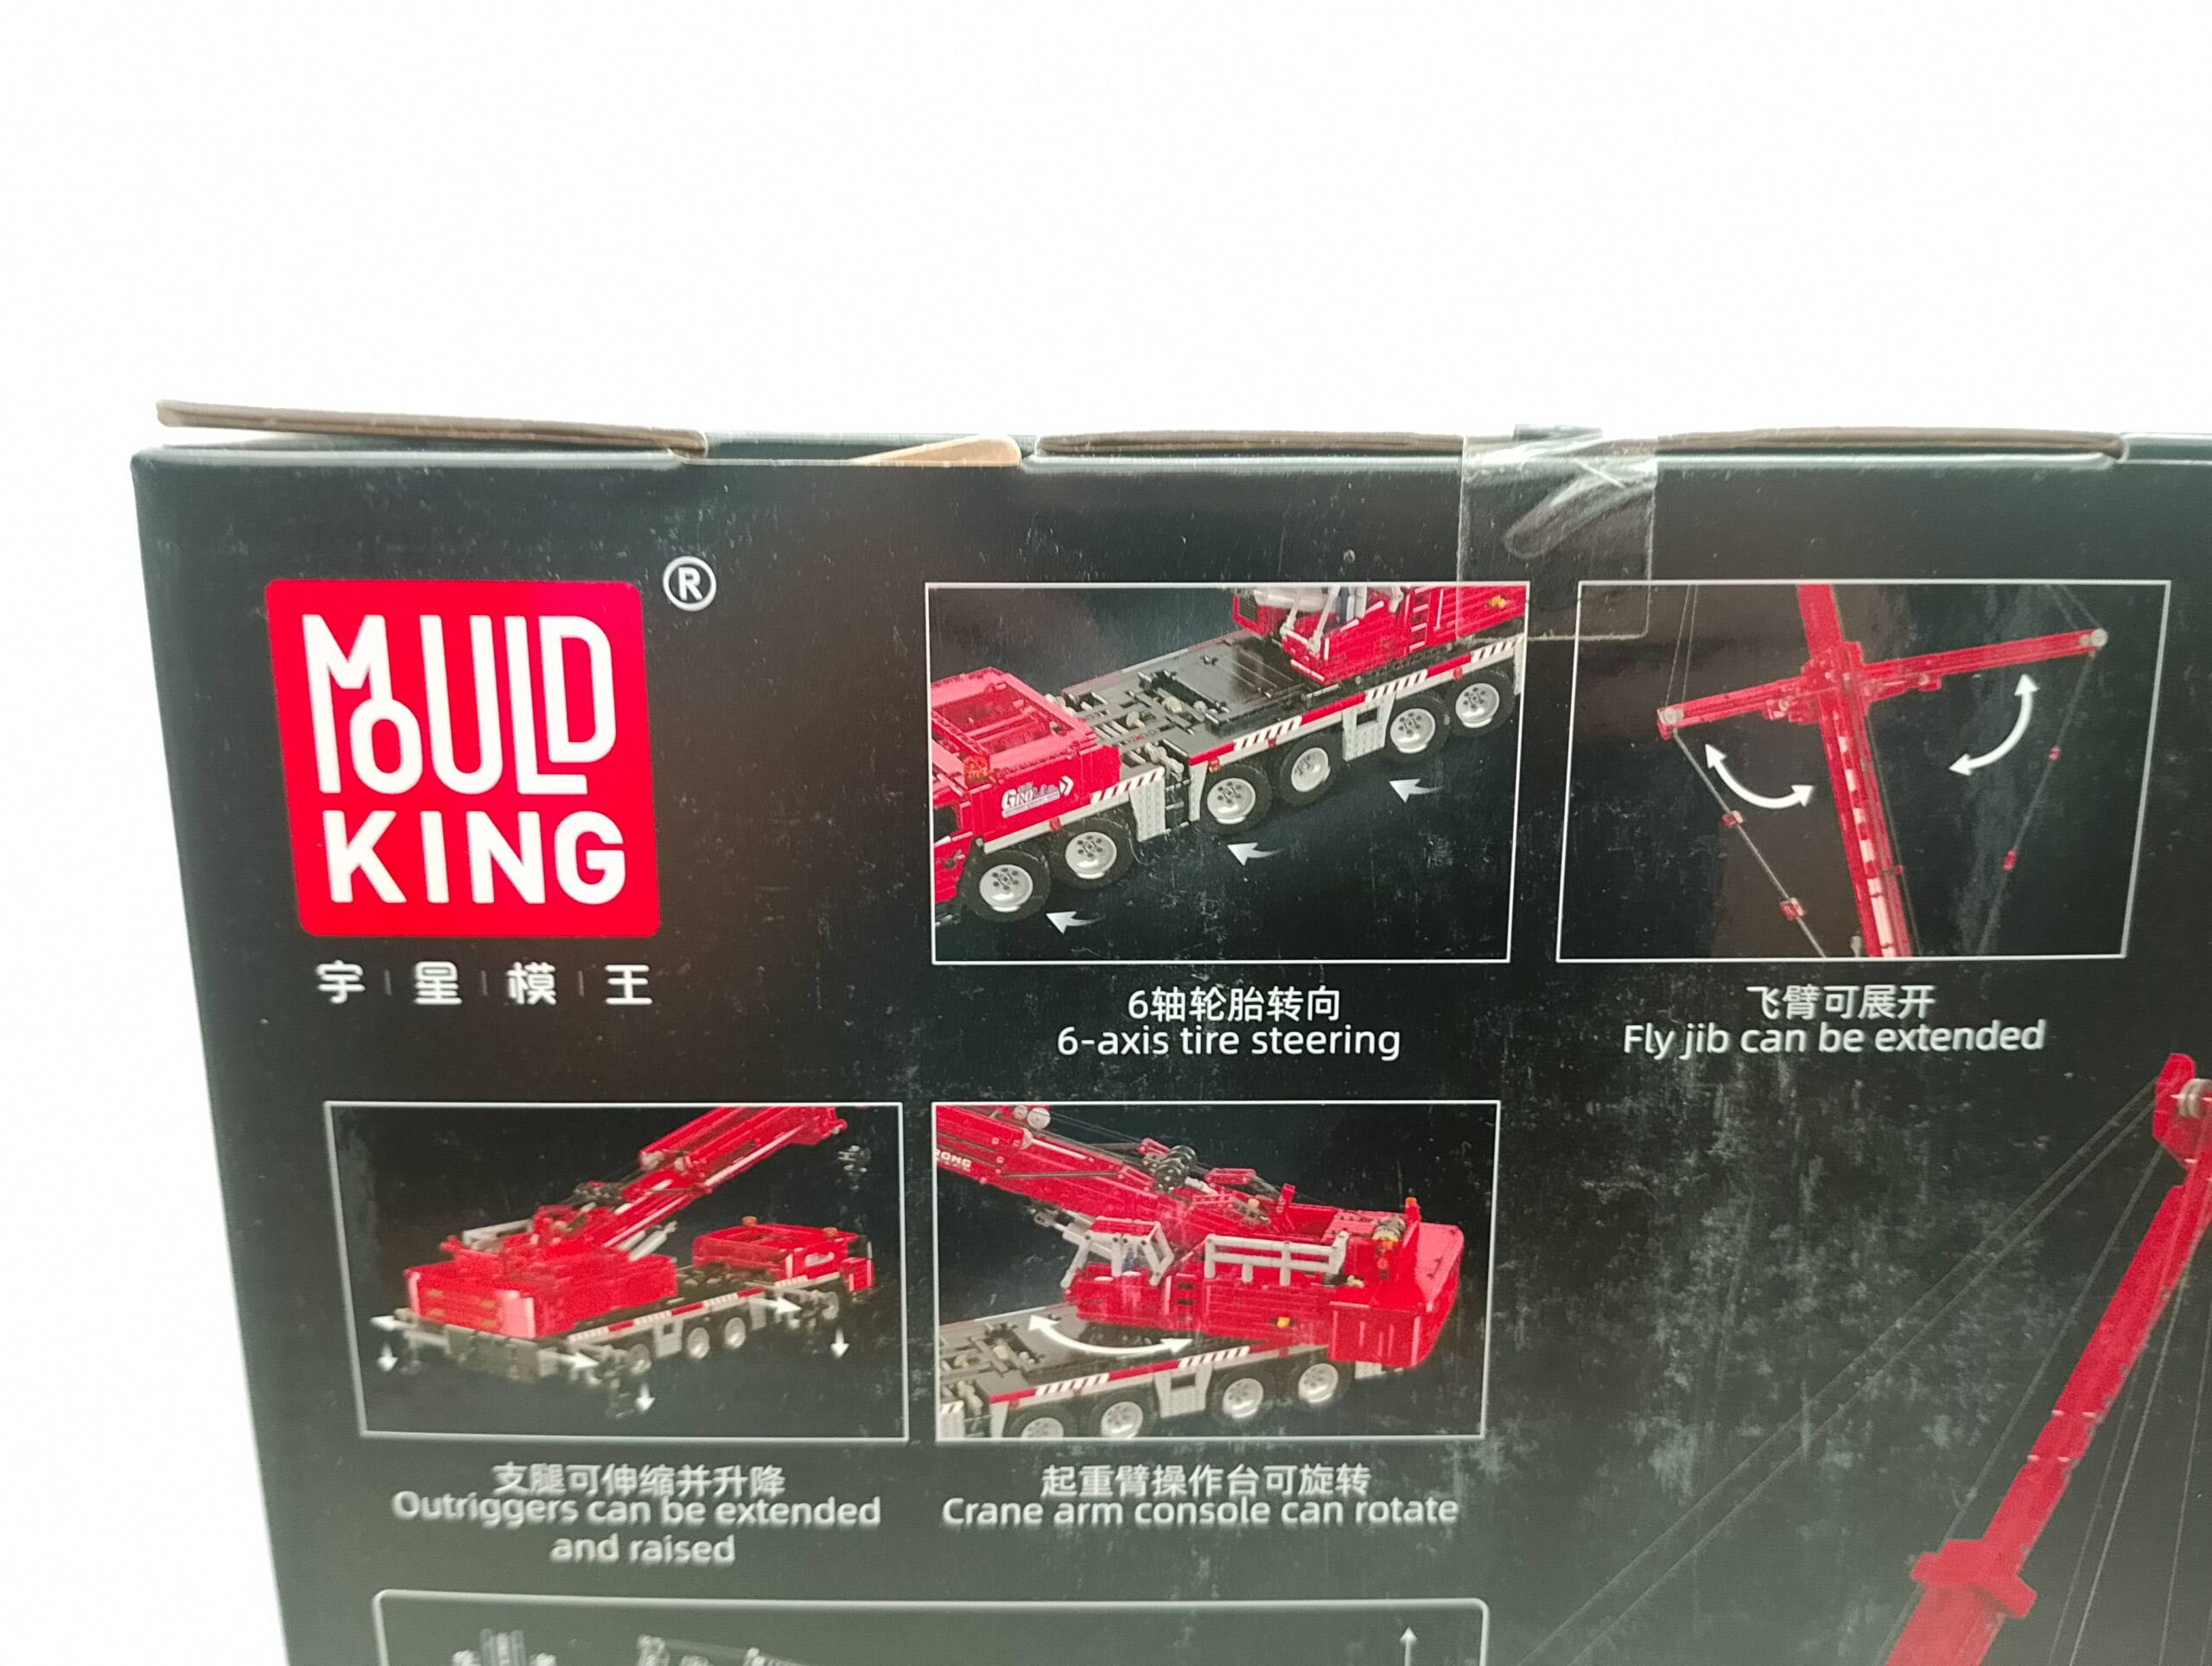 MOULD
KING
®
宇|星|模|王
6轴轮胎转向
6-axis tire steering
飞臂可展开
Fly jib can be extended
支腿可伸缩并升降
Outriggers can be extended
and raised
起重臂操作台可旋转
Crane arm console can rotate